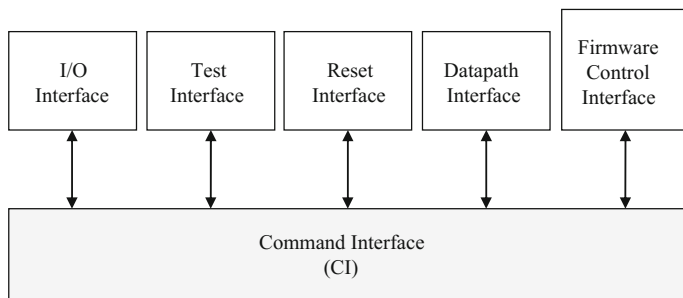 I/O
Interface
Test
Interface
Reset
Interface
Datapath
Interface
Firmware
Control
Interface
Command Interface
(CI)